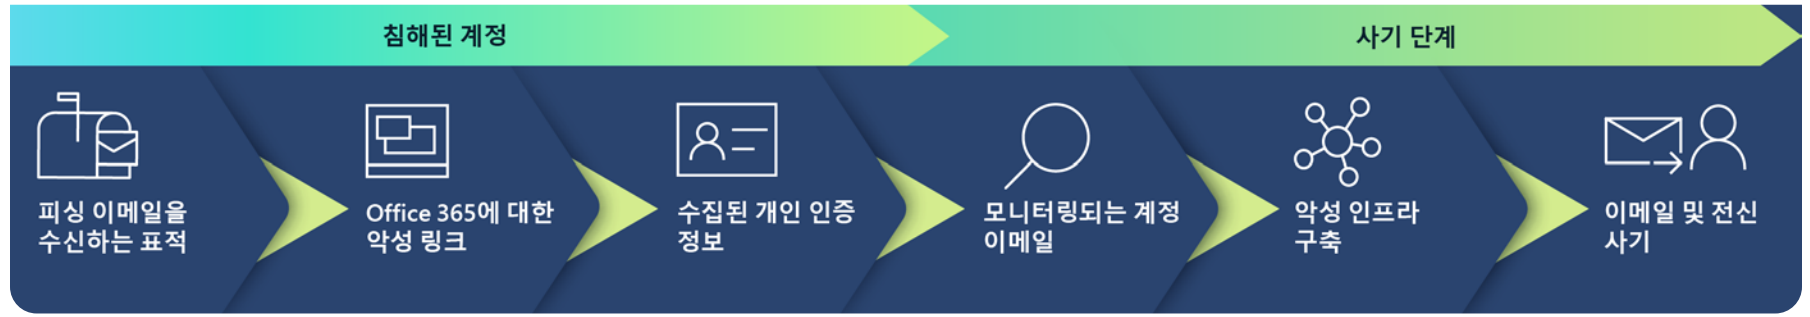 침해된 계정
사기 단계
피싱 이메일을
수신하는 표적
Office 365에 대한
악성 링크
수집된 개인 인증
정보
모니터링되는 계정
이메일
악성 인프라
구축
이메일 및 전신
사기